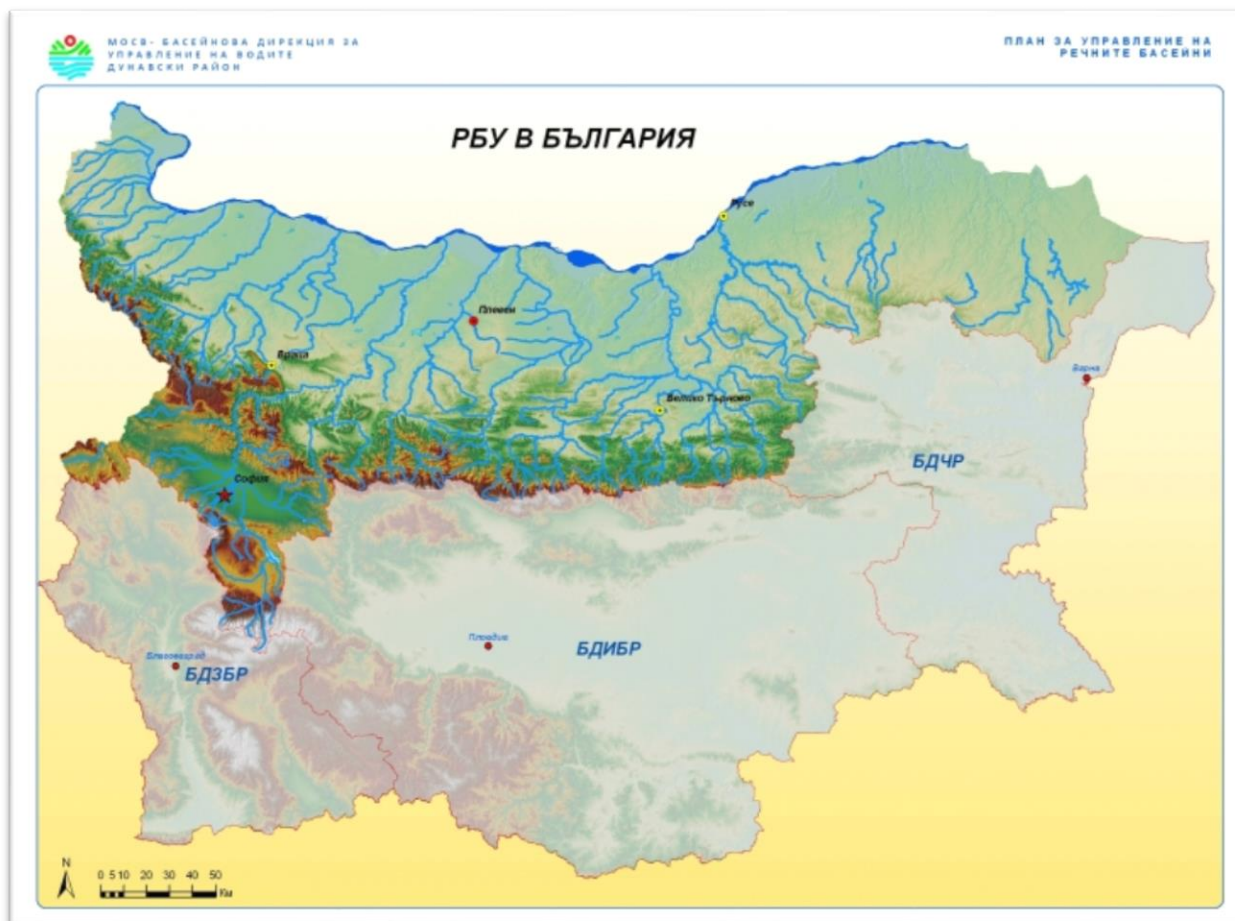 МОСВ- БАСЕЙНОВА ДИРЕКЦИЯ ЗА
УПРАВЛЕНИЕ НА ВОДИТЕ
ДУНАВСКИ РАЙОН
ПЛАН ЗА УПРАВЛЕНИЕ НА
РЕЧНИТЕ БАСЕЙНИ
РБУ В БЪЛГАРИЯ
Русе
Плевен
Враца
Варна
Велико Търново
БДЧР
София
Пловдив
БДИБР
Благоевград
БДЗБР
N
0 5 10 20 30 40 50
Км